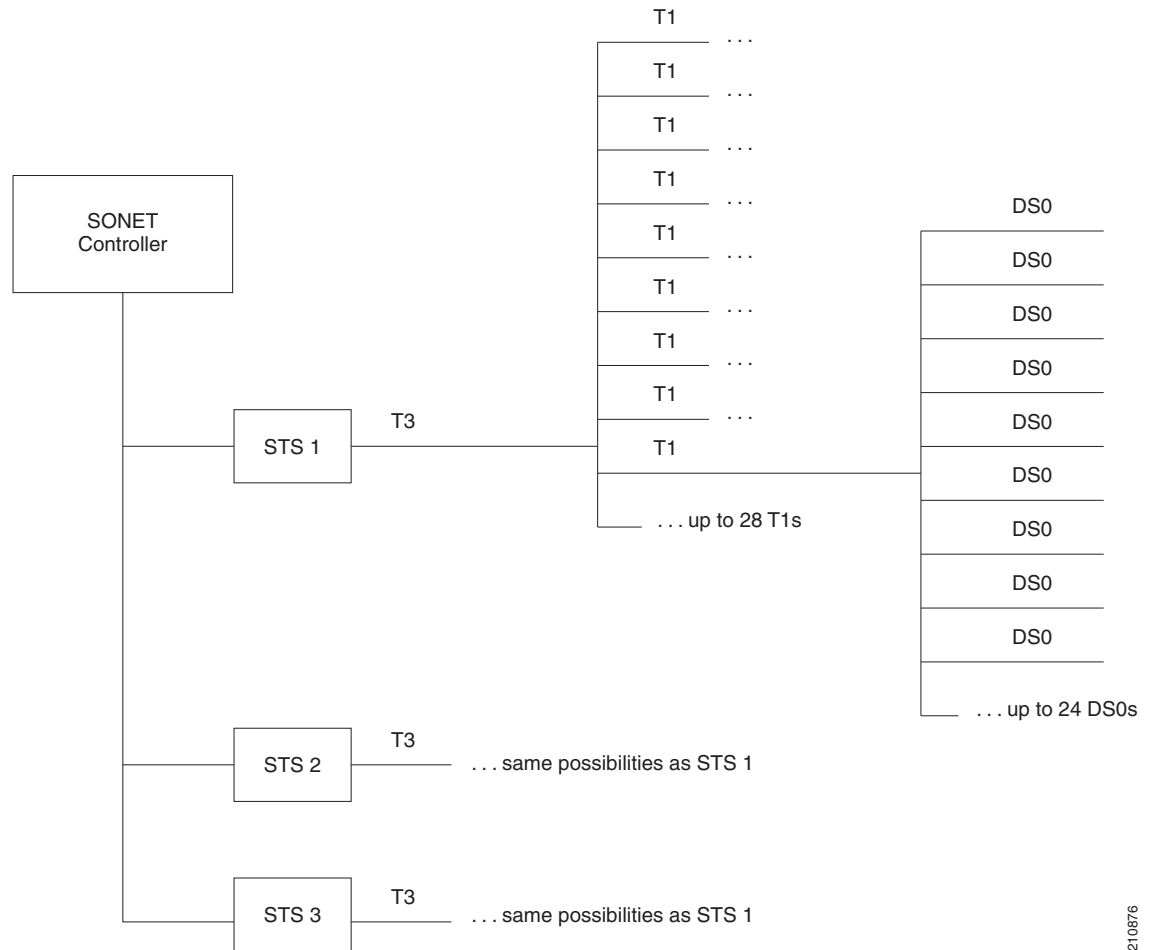 T1
. . .
T1
. . .
T1
. . .
T1
. . .
T1
. . .
T1
. . .
T1
. . .
T1
. . .
T1
. . . up to 28 T1s
SONET
Controller
STS 1
T3
DS0
DS0
DS0
DS0
DS0
DS0
DS0
DS0
DS0
. . . up to 24 DS0s
STS 2
T3
. . . same possibilities as STS 1
STS 3
T3
. . . same possibilities as STS 1
210876